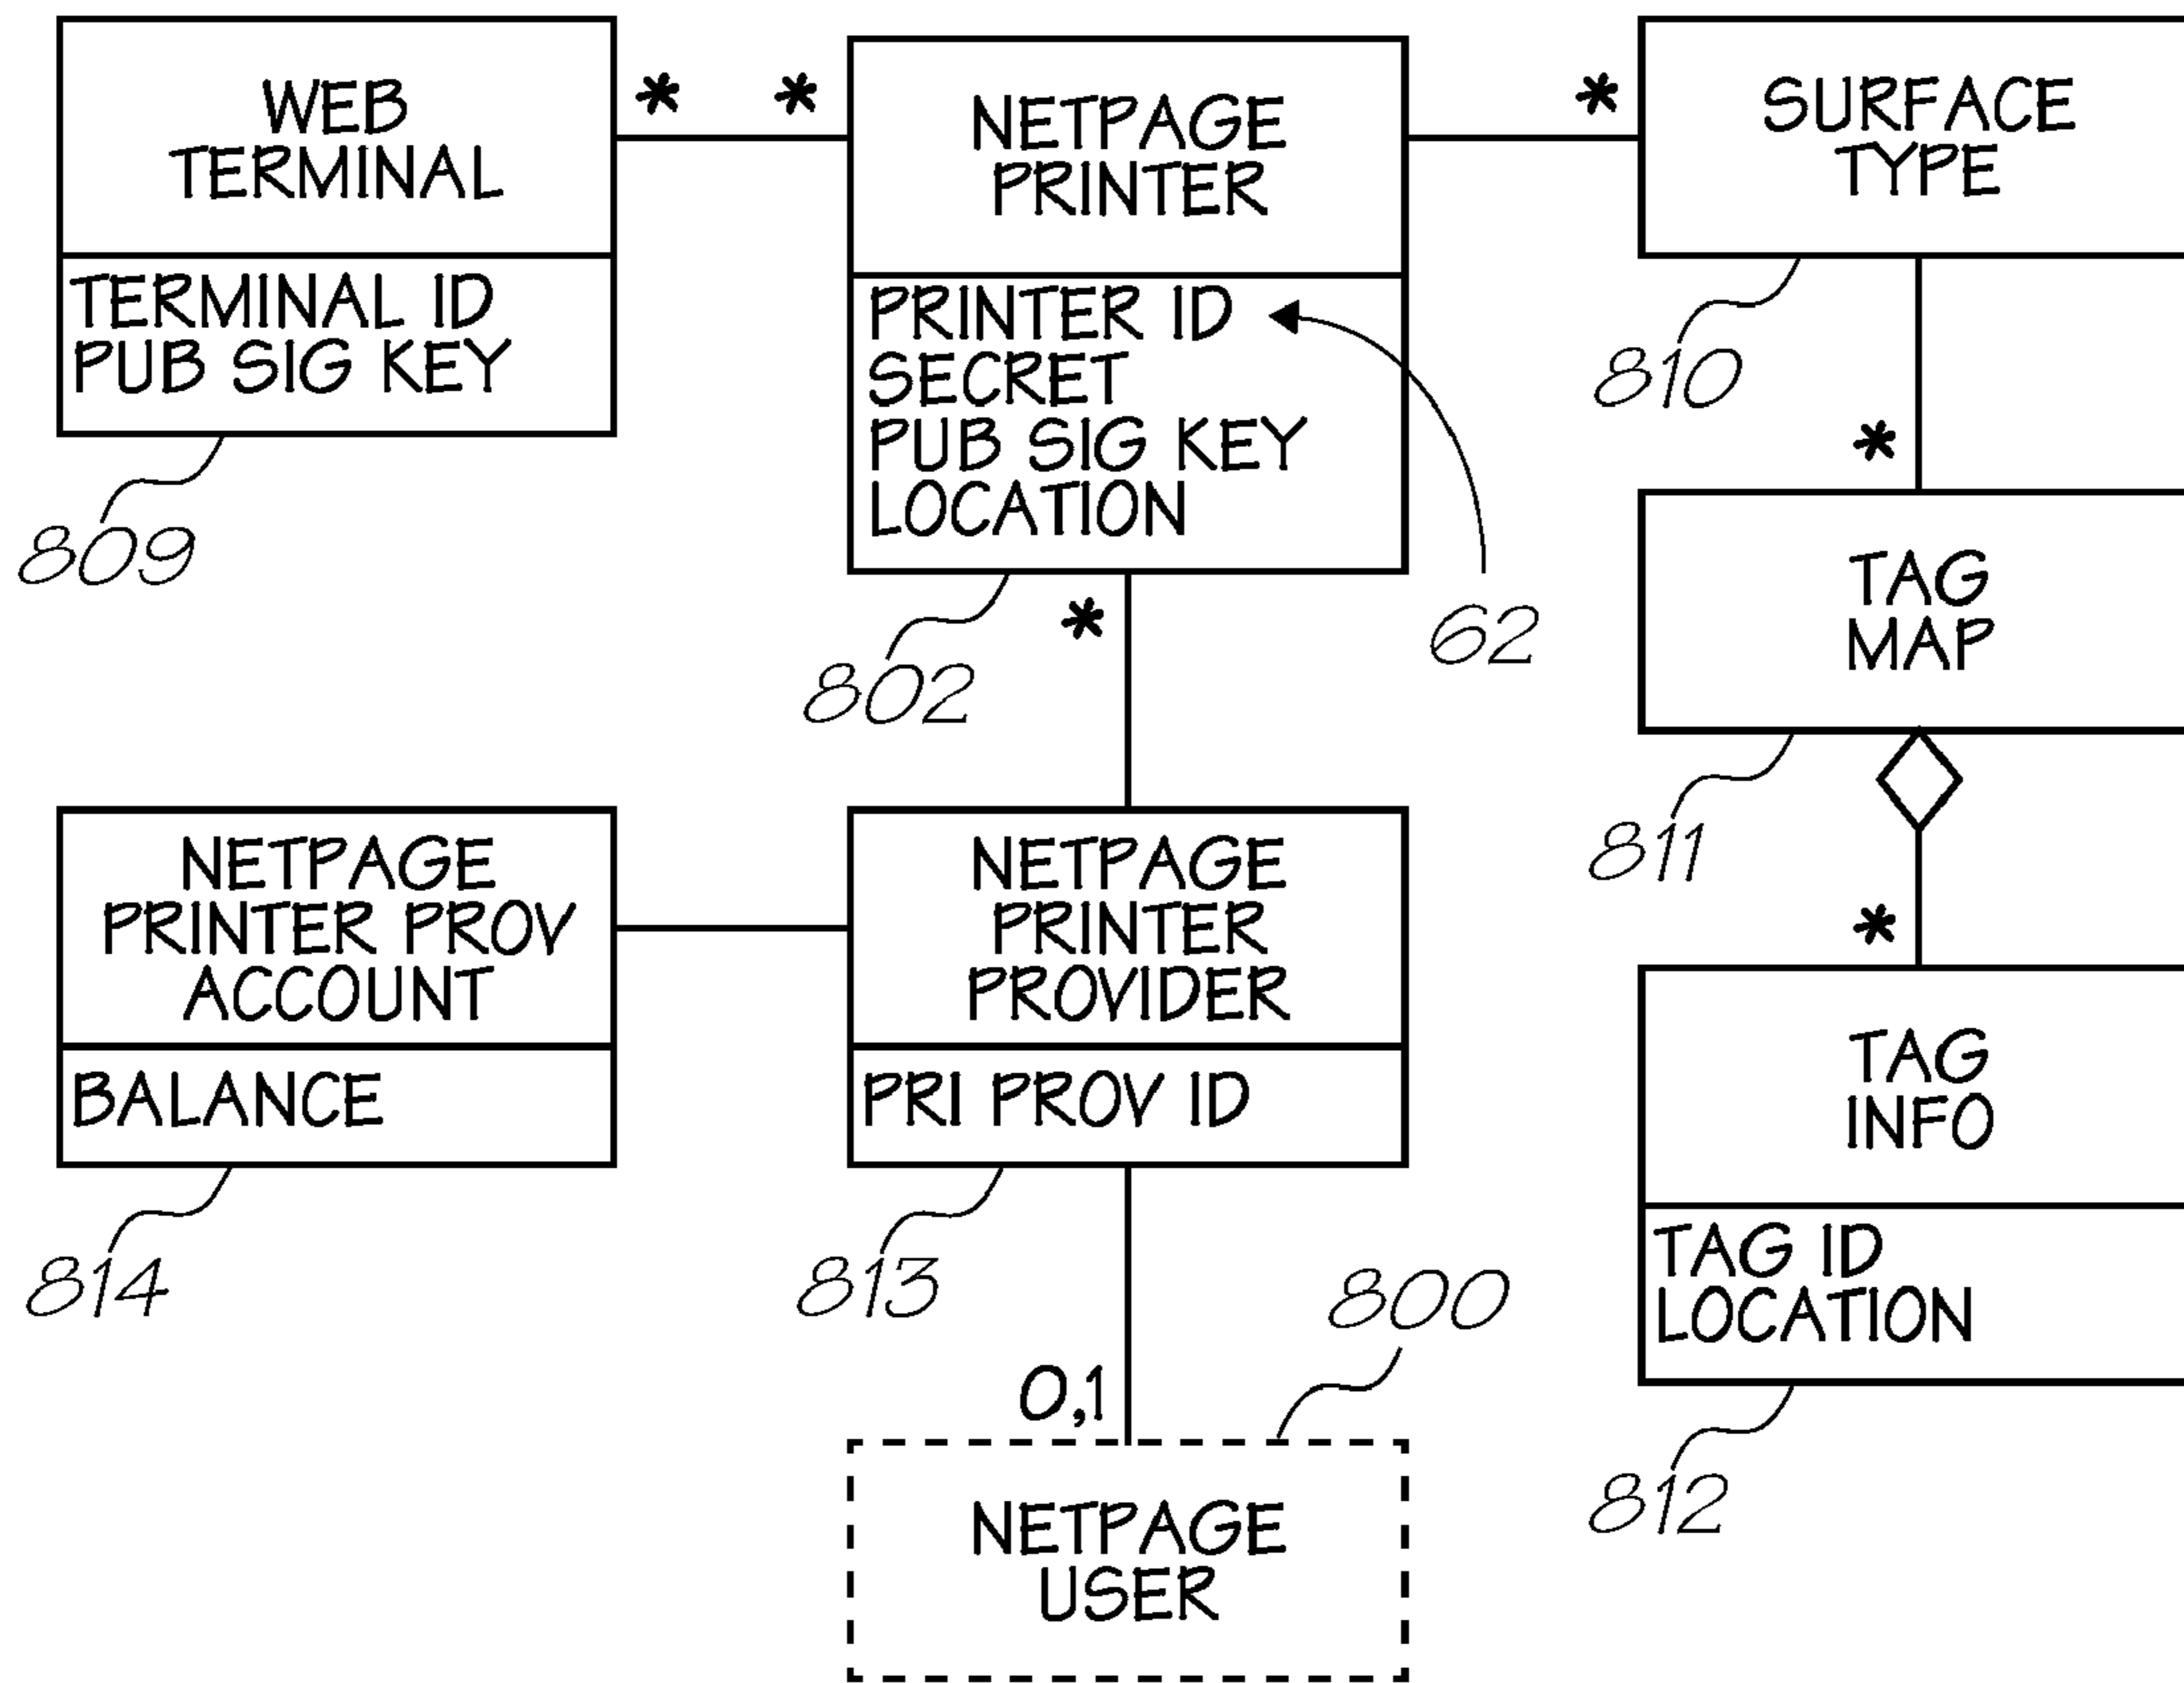 WEB
TERMINAL
TERMINAL ID
PUB SIG KEY
809
* *
NETPAGE
PRINTER
PRINTER ID
SECRET
PUB SIG KEY
LOCATION
62
802
*
*
SURFACE
TYPE
810
*
TAG
MAP
811
*
NETPAGE
PRINTER PROV
ACCOUNT
BALANCE
814
NETPAGE
PRINTER
PROVIDER
PRI PROV ID
813
800
0,1
NETPAGE
USER
TAG
INFO
TAG ID
LOCATION
812